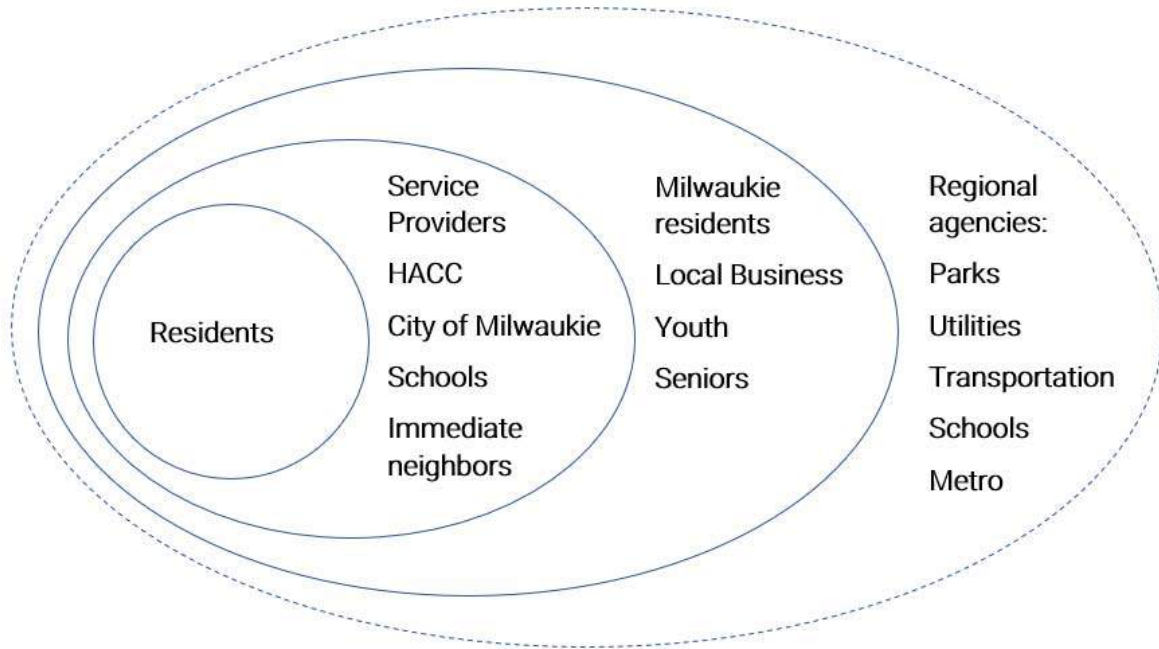 Residents
Service
Providers
HACC
City of Milwaukie
Schools
Immediate
neighbors
Milwaukie
residents
Local Business
Youth
Seniors
Regional
agencies:
Parks
Utilities
Transportation
Schools
Metro